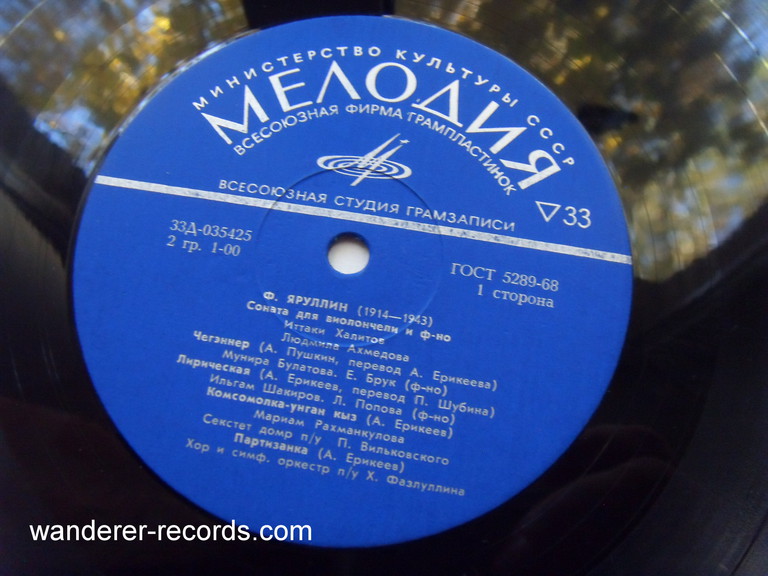 МИНИСТЕРСТВО КУЛЬТУРЫ СССР
МЕЛОДИЯ
ВСЕСОЮЗНАЯ ФИРМА ГРАМПЛАСТИНОК
ВСЕСОЮЗНАЯ СТУДИЯ ГРАМЗАПИСИ
▽33
33Д-035425
2 гр. 1-00
ГОСТ 5289-68
1 сторона
Ф. ЯРУЛЛИН (1914—1943)
Соната для виолончели и ф-но
Иттаки Халитов
Людмила Ахмедова
Чегэннер (А. Пушкин, перевод А. Ерикеева)
Мунира Булатова. Е. Брук (ф-но)
Лирическая (А. Ерикеев, перевод П. Шубина)
Ильгам Шакиров. Л. Попова (ф-но)
Комсомолка-унган кыз (А. Ерикеев)
Мариам Рахманкулова
Секстет домр п/у П. Вильковского
Партизанка (А. Ерикеев)
Хор и симф. оркестр п/у Х. Фазлуллина
wanderer-records.com